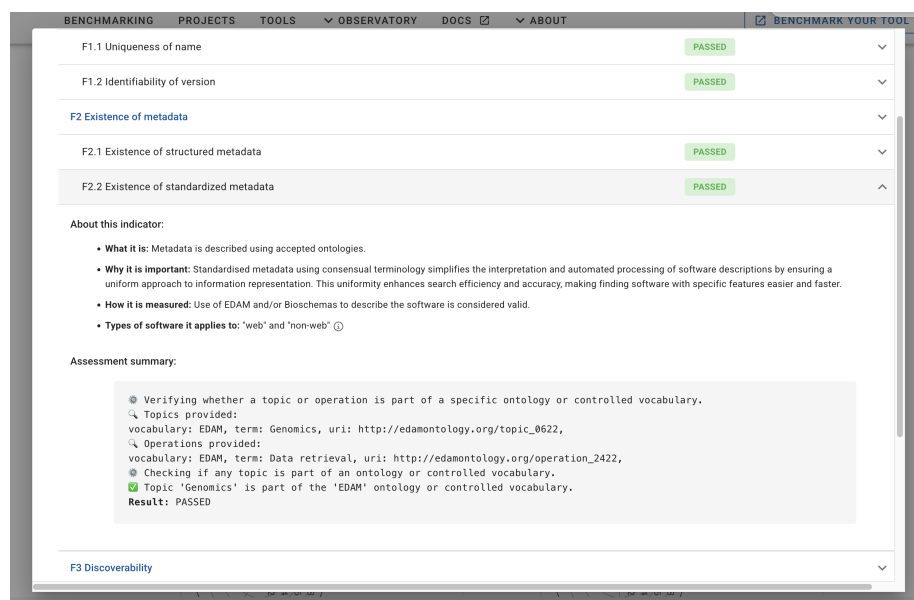 BENCHMARKING PROJECTS TOOLS OBSERVATORY DOCS ABOUT BENCHMARK YOUR TOOL
F1.1 Uniqueness of name PASSED
F1.2 Identifiability of version PASSED
F2 Existence of metadata
F2.1 Existence of structured metadata PASSED
F2.2 Existence of standardized metadata PASSED
About this indicator:
• What it is: Metadata is described using accepted ontologies.
• Why it is important: Standardised metadata using consensual terminology simplifies the interpretation and automated processing of software descriptions by ensuring a
uniform approach to information representation. This uniformity enhances search efficiency and accuracy, making finding software with specific features easier and faster.
• How it is measured: Use of EDAM and/or Bioschemas to describe the software is considered valid.
• Types of software it applies to: "web" and "non-web"
Assessment summary:
Verifying whether a topic or operation is part of a specific ontology or controlled vocabulary.
Topics provided:
vocabulary: EDAM, term: Genomics, uri: http://edamontology.org/topic_0622,
Operations provided:
vocabulary: EDAM, term: Data retrieval, uri: http://edamontology.org/operation_2422,
Checking if any topic is part of an ontology or controlled vocabulary.
Topic 'Genomics' is part of the 'EDAM' ontology or controlled vocabulary.
Result: PASSED
F3 Discoverability